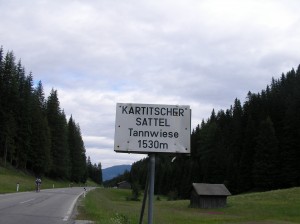 "KARTITSCHER"
SATTEL
Tannwiese
1530m